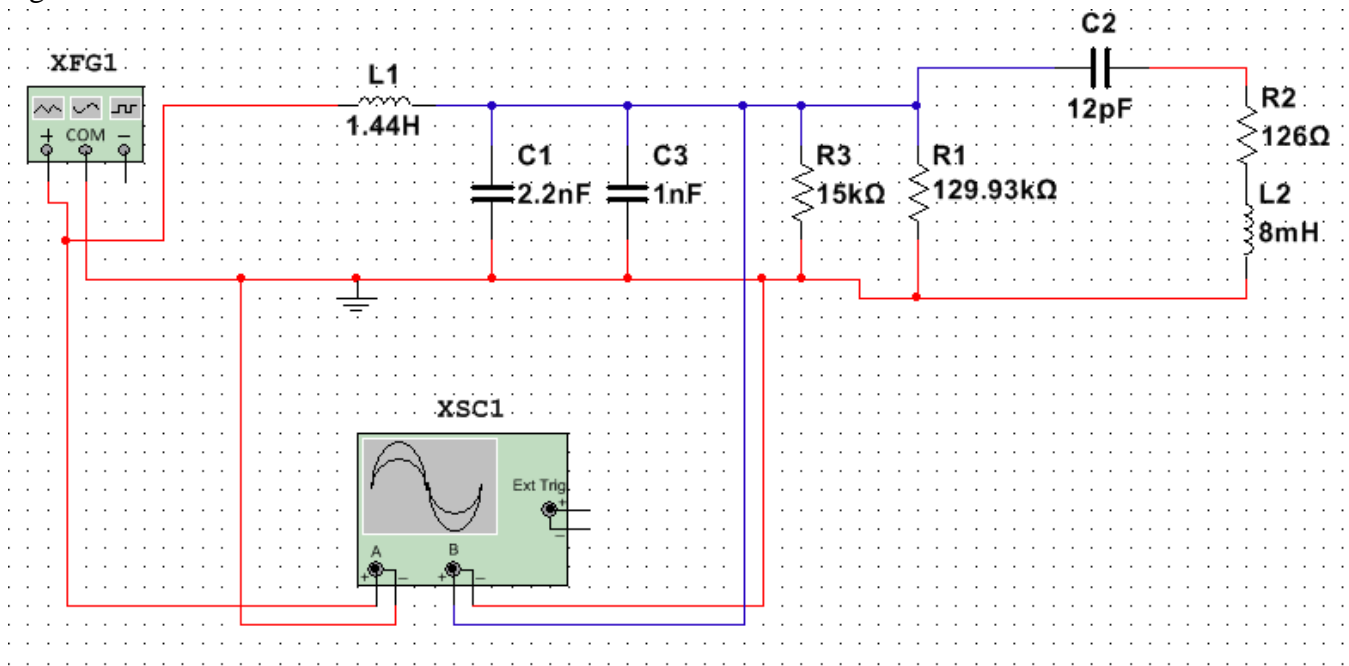 XFG1
+ COM −
L1
1.44H
C1
2.2nF
C3
1nF
R3
15kΩ
R1
129.93kΩ
C2
12pF
R2
126Ω
L2
8mH
XSC1
Ext Trig
+
−
A
B
+ − + −